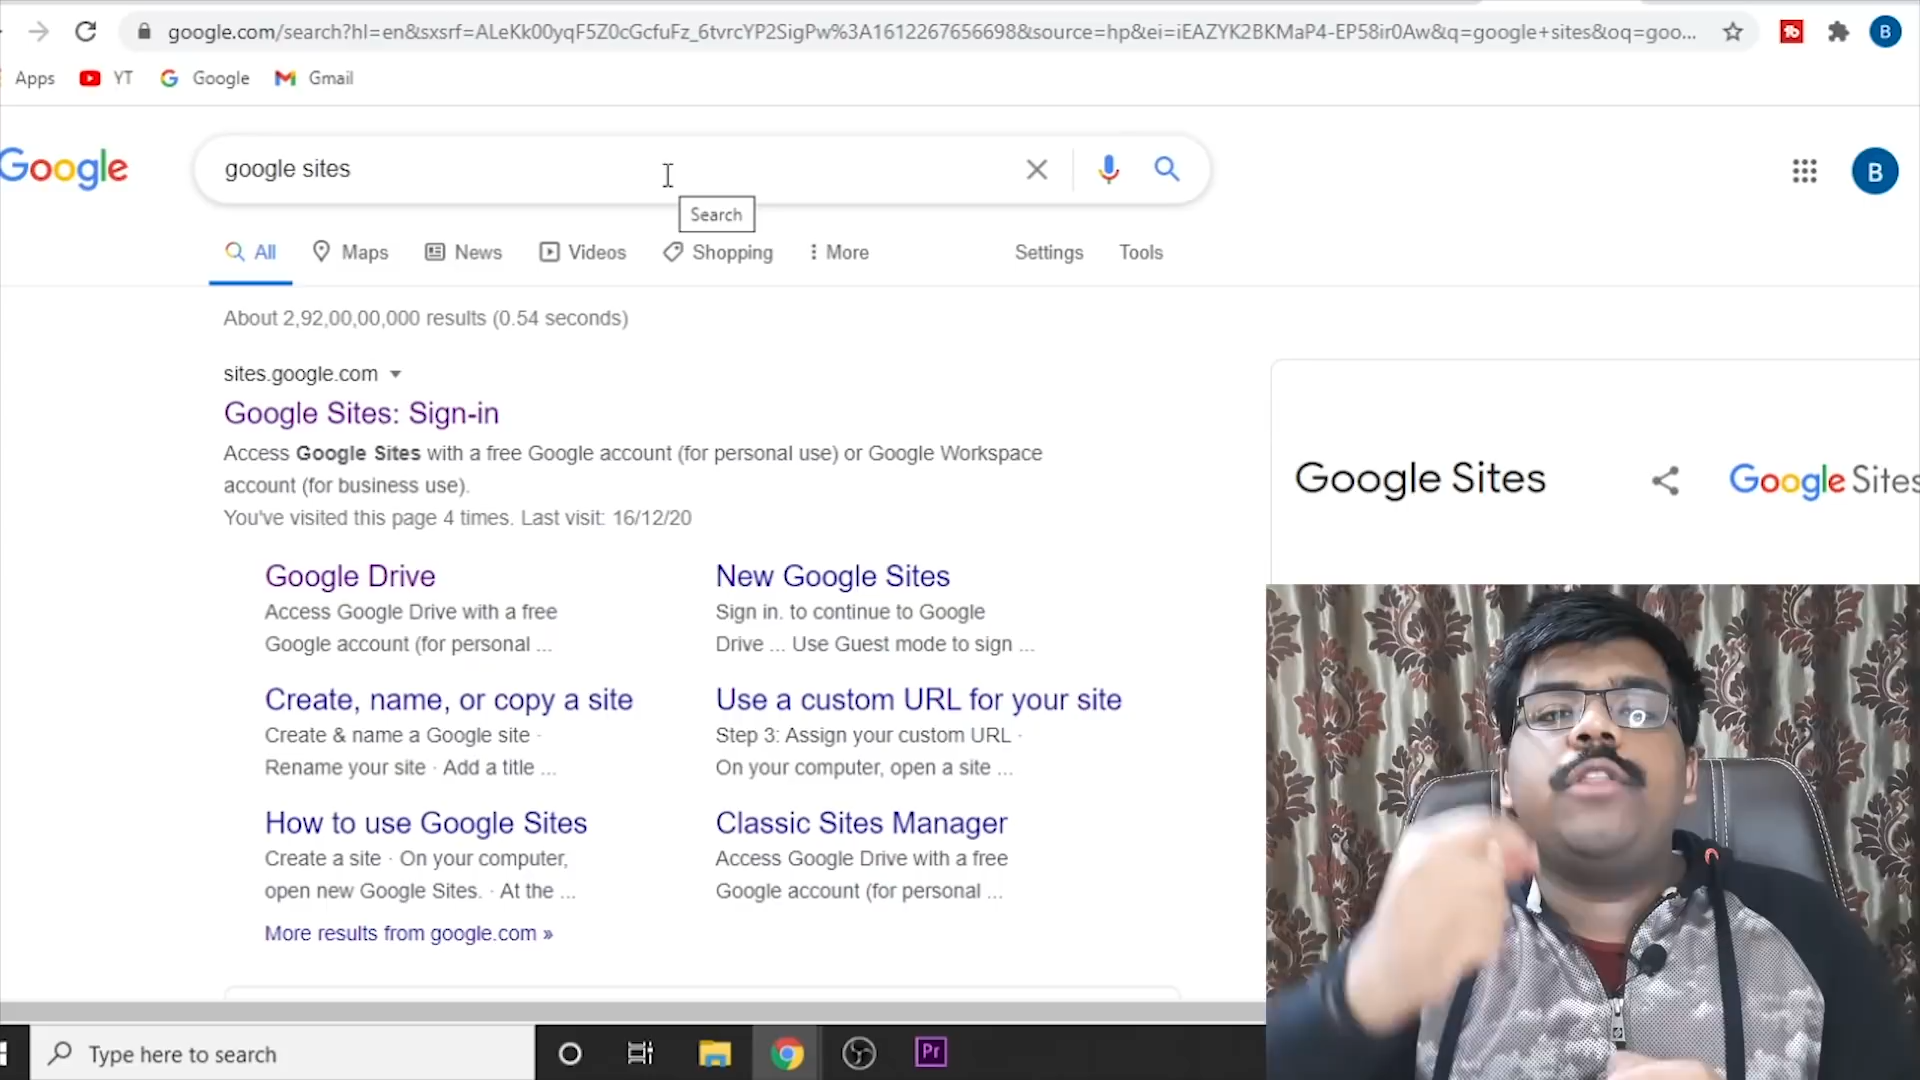 google.com/search?hl=en&sxsrf=ALeKk00yqF5Z0cGcfuFz_6tvrcYP2SigPw%3A1612267656698&source=hp&ei=iEAZYK2BKMaP4-EP58ir0Aw&q=google+sites&oq=goo...
B
Apps YT Google Gmail
Google
google sites
B
Search
All Maps News Videos Shopping More Settings Tools
About 2,92,00,00,000 results (0.54 seconds)
sites.google.com
Google Sites: Sign-in
Access Google Sites with a free Google account (for personal use) or Google Workspace
account (for business use).
You've visited this page 4 times. Last visit: 16/12/20
Google Sites
Google Sites
Google Drive
Access Google Drive with a free
Google account (for personal ...
New Google Sites
Sign in. to continue to Google
Drive ... Use Guest mode to sign ...
Create, name, or copy a site
Create & name a Google site ·
Rename your site · Add a title ...
Use a custom URL for your site
Step 3: Assign your custom URL ·
On your computer, open a site ...
How to use Google Sites
Create a site · On your computer,
open new Google Sites. · At the ...
Classic Sites Manager
Access Google Drive with a free
Google account (for personal ...
More results from google.com »
Type here to search
Pr